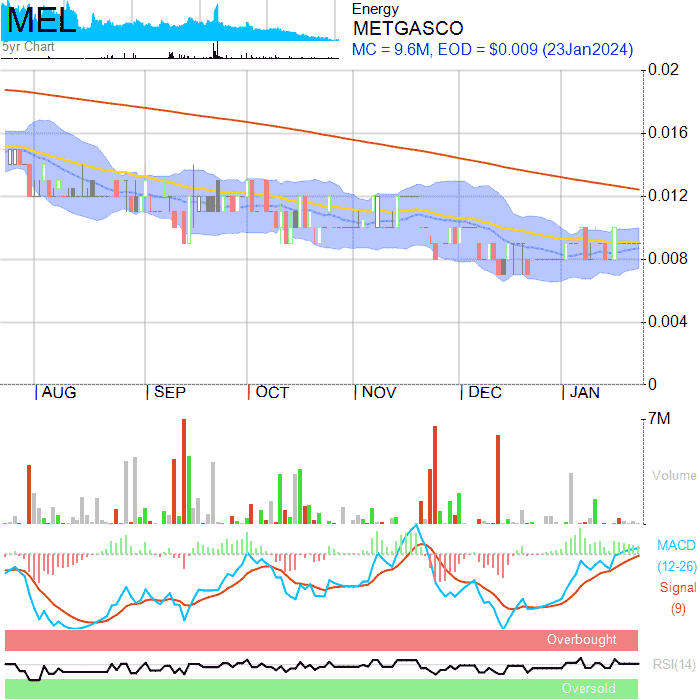 MEL
5yr Chart
Energy
METGASCO
MC = 9.6M, EOD = $0.009 (23Jan2024)
0.02
0.016
0.012
0.008
0.004
0
AUG SEP OCT NOV DEC JAN
7M
Volume
MACD
(12-26)
Signal
(9)
Overbought
RSI(14)
Oversold